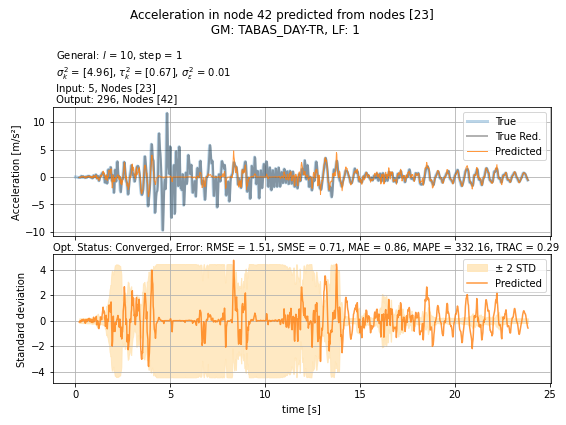 Acceleration in node 42 predicted from nodes [23]
GM: TABAS_DAY-TR, LF: 1
General: l = 10, step = 1
σ²ₖ = [4.96], τ²ₖ = [0.67], σ²ε = 0.01
Input: 5, Nodes [23]
Output: 296, Nodes [42]
Acceleration [m/s²]
10
5
0
−5
−10
True
True Red.
Predicted
Opt. Status: Converged, Error: RMSE = 1.51, SMSE = 0.71, MAE = 0.86, MAPE = 332.16, TRAC = 0.29
Standard deviation
4
2
0
−2
−4
± 2 STD
Predicted
0 5 10 15 20 25
time [s]